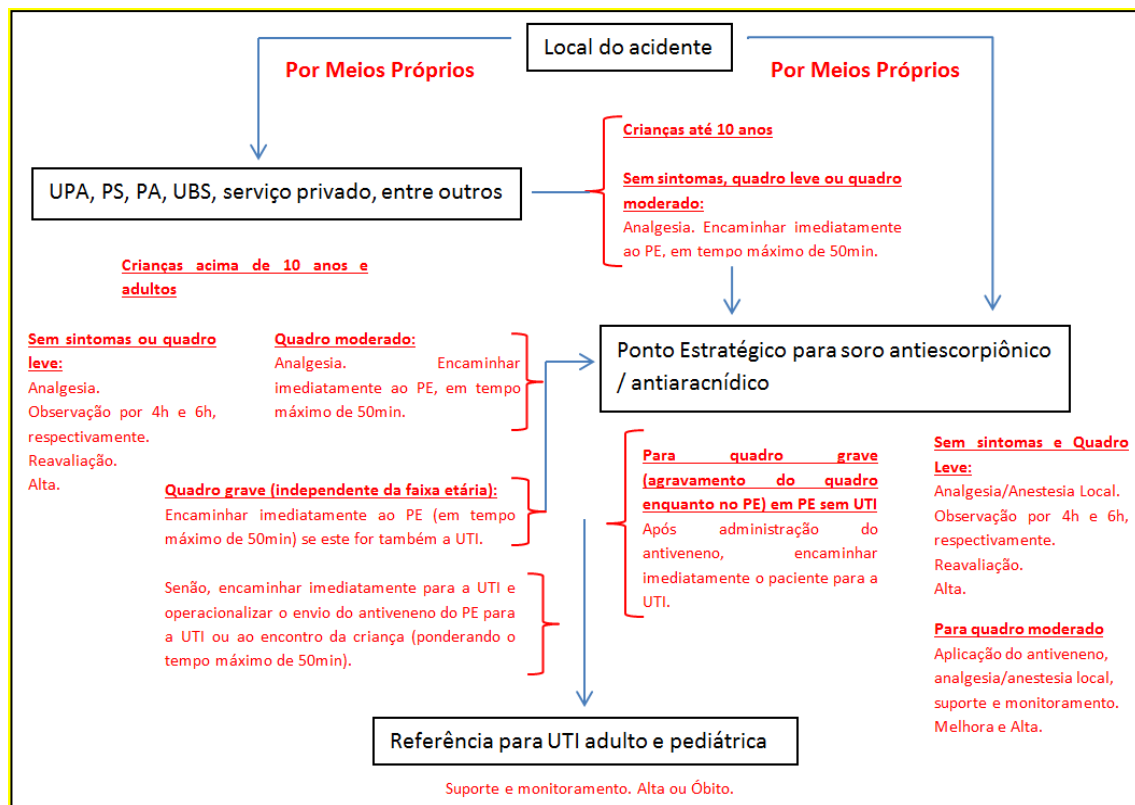 Local do acidente
Por Meios Próprios
Por Meios Próprios
Crianças até 10 anos
Sem sintomas, quadro leve ou quadro
moderado:
Analgesia. Encaminhar imediatamente
ao PE, em tempo máximo de 50min.
UPA, PS, PA, UBS, serviço privado, entre outros
Crianças acima de 10 anos e
adultos
Sem sintomas ou quadro
leve:
Analgesia.
Observação por 4h e 6h,
respectivamente.
Reavaliação.
Alta.
Quadro moderado:
Analgesia. Encaminhar
imediatamente ao PE, em tempo
máximo de 50min.
Ponto Estratégico para soro antiescorpiônico
/ antiaracnídico
Quadro grave (independente da faixa etária):
Encaminhar imediatamente ao PE (em tempo
máximo de 50min) se este for também a UTI.
Senão, encaminhar imediatamente para a UTI e
operacionalizar o envio do antiveneno do PE para
a UTI ou ao encontro da criança (ponderando o
tempo máximo de 50min).
Para quadro grave
(agravamento do quadro
enquanto no PE) em PE sem UTI
Após administração do
antiveneno, encaminhar
imediatamente o paciente para a
UTI.
Sem sintomas e Quadro
Leve:
Analgesia/Anestesia Local.
Observação por 4h e 6h,
respectivamente.
Reavaliação.
Alta.
Para quadro moderado
Aplicação do antiveneno,
analgesia/anestesia local,
suporte e monitoramento.
Melhora e Alta.
Referência para UTI adulto e pediátrica
Suporte e monitoramento. Alta ou Óbito.